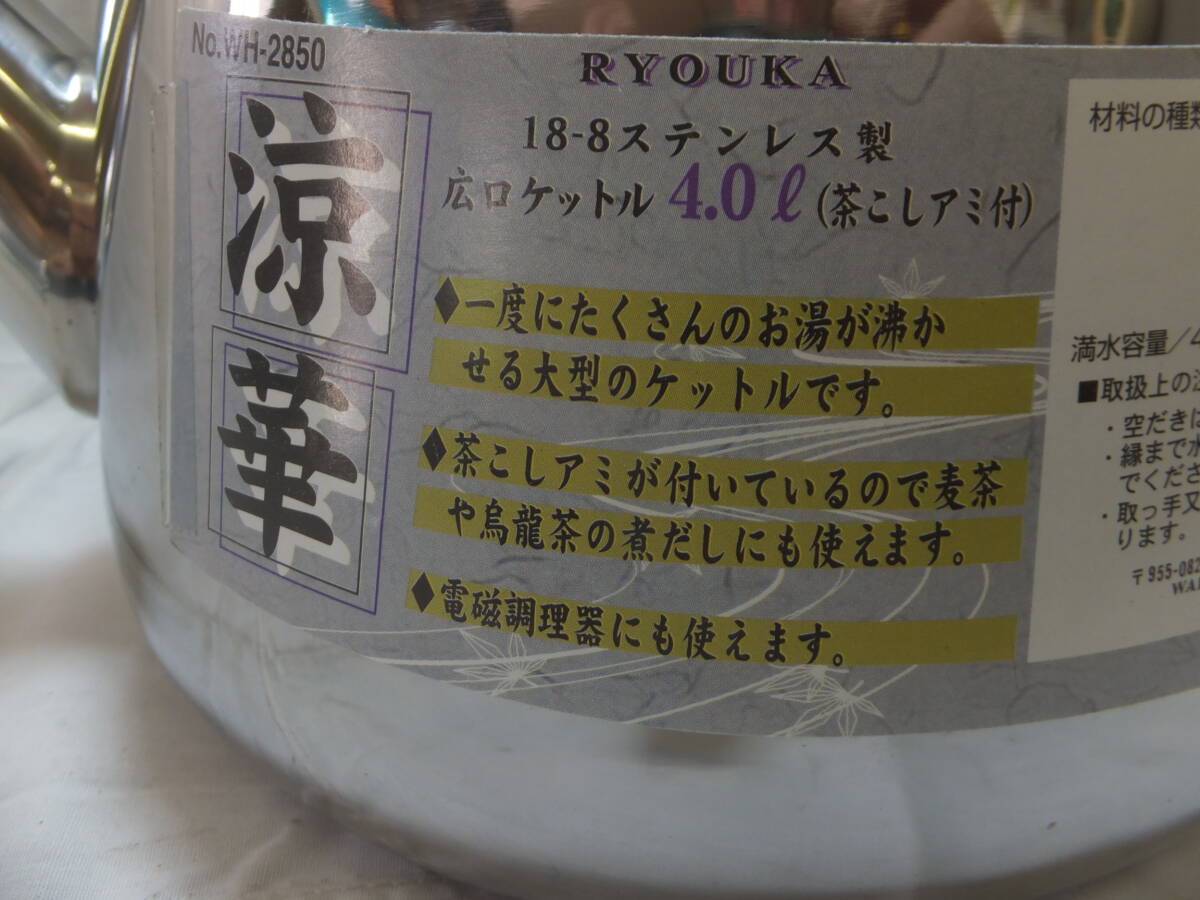 No.WH-2850
涼華
RYOUKA
18-8ステンレス製
広口ケットル 4.0ℓ (茶こしアミ付)
◆一度にたくさんのお湯が沸か
せる大型のケットルです。
◆茶こしアミが付いているので麦茶
や烏龍茶の煮だしにも使えます。
◆電磁調理器にも使えます。
材料の種類
満水容量/4
■取扱上の注
・空だきは
・縁まで水
でくださ
・取っ手又
ります。
〒955-082
WA